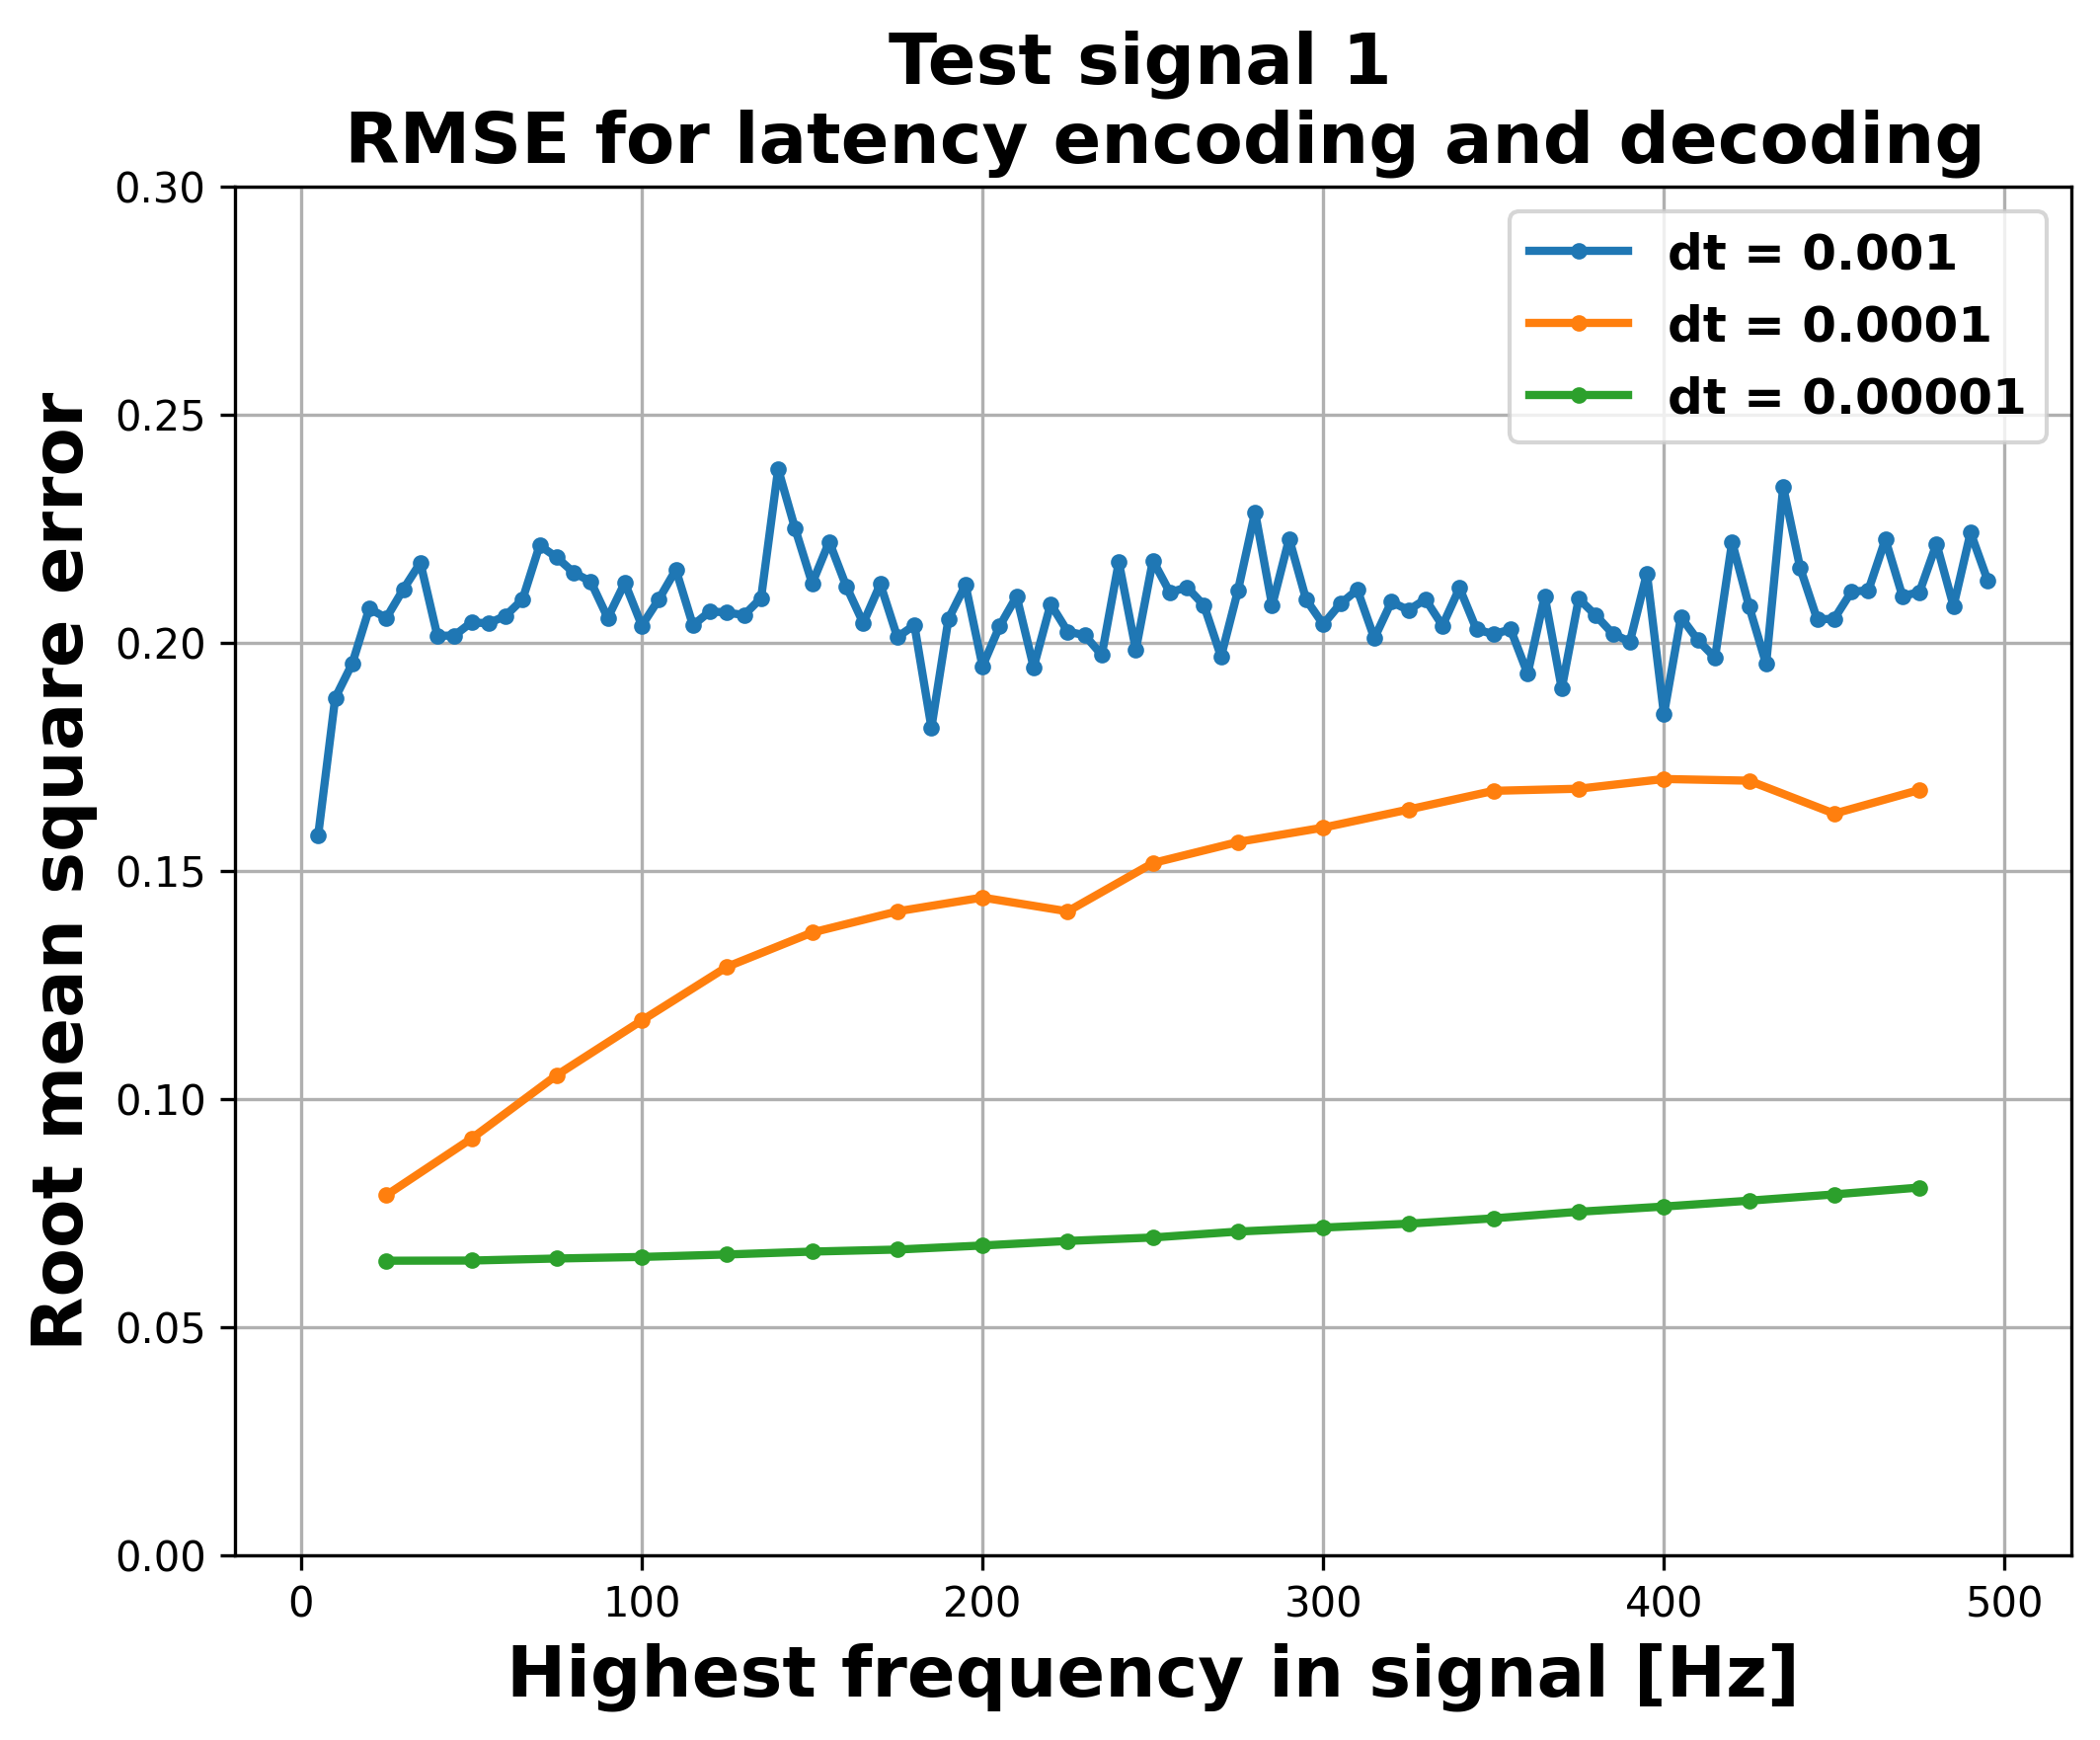 Test signal 1
RMSE for latency encoding and decoding
0.30
0.25
0.20
0.15
0.10
0.05
0.00
Root mean square error
dt = 0.001
dt = 0.0001
dt = 0.00001
0 100 200 300 400 500
Highest frequency in signal [Hz]